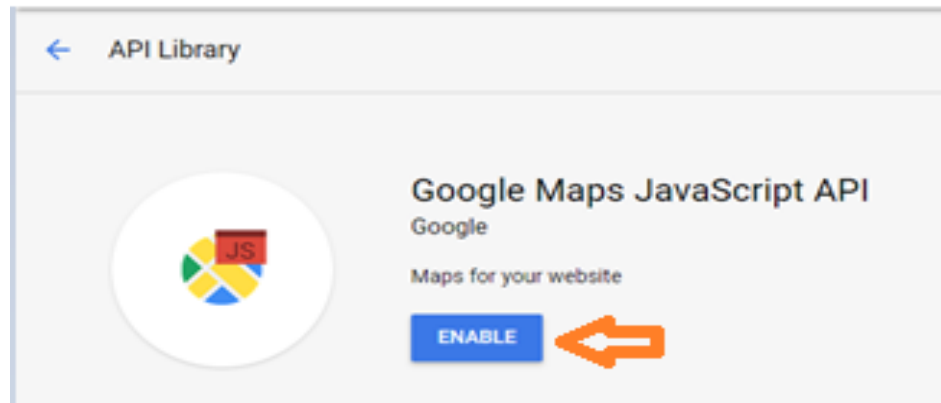 API Library
Google Maps JavaScript API
Google
JS
Maps for your website
ENABLE